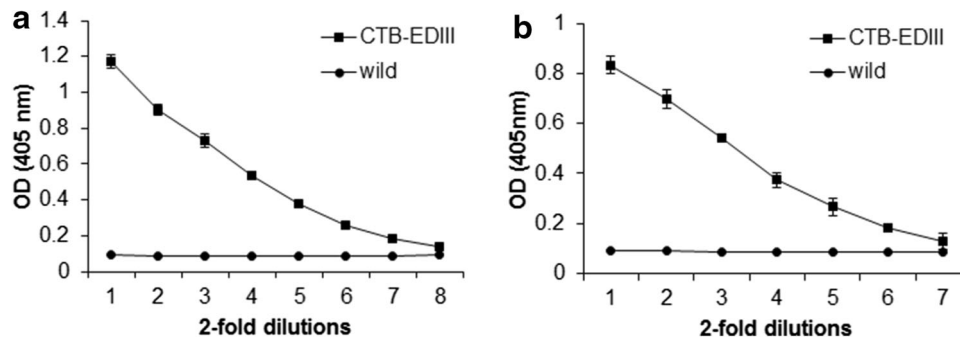 a
OD (405 nm)
1.4
1.2
1
0.8
0.6
0.4
0.2
0
CTB-EDIII
wild
1 2 3 4 5 6 7 8
2-fold dilutions
b
OD (405nm)
1
0.8
0.6
0.4
0.2
0
CTB-EDIII
wild
1 2 3 4 5 6 7
2-fold dilutions